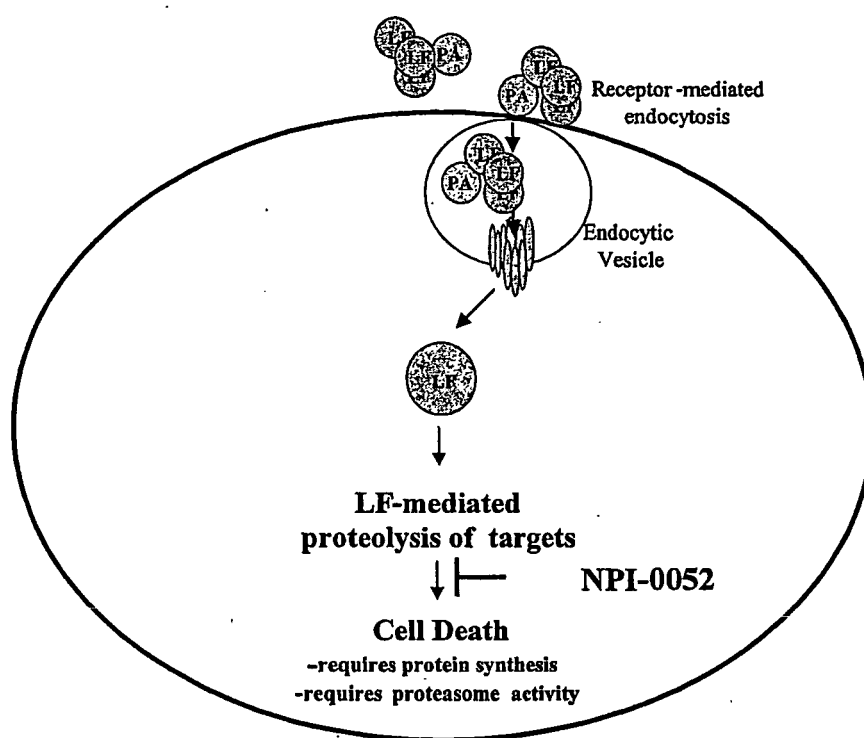 LF
LF
PA
LF
PA
LF
Receptor-mediated
endocytosis
LF
LF
PA
Endocytic
Vesicle
LF
LF-mediated
proteolysis of targets
NPI-0052
Cell Death
-requires protein synthesis
-requires proteasome activity